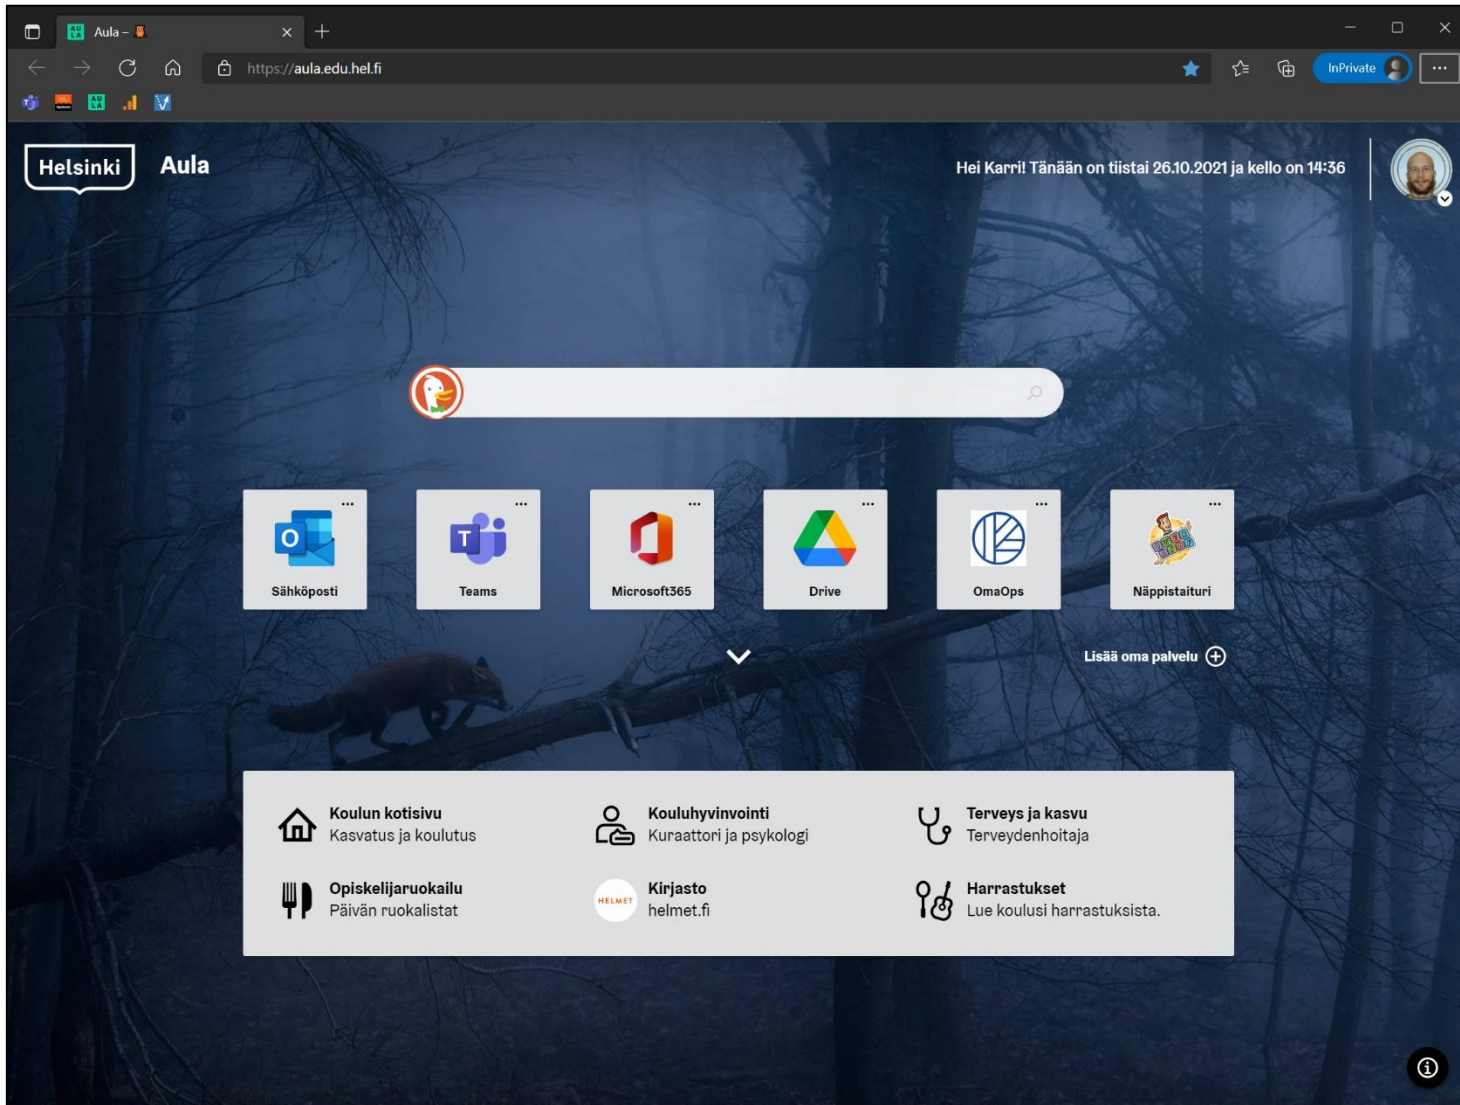 Aula –
https://aula.edu.hel.fi
InPrivate
AU
LA
Helsinki
Aula
Hei Karri! Tänään on tiistai 26.10.2021 ja kello on 14:36
Sähköposti
Teams
Microsoft365
Drive
OmaOps
Näppistaituri
Lisää oma palvelu
Koulun kotisivu
Kasvatus ja koulutus
Kouluhyvinvointi
Kuraattori ja psykologi
Terveys ja kasvu
Terveydenhoitaja
Opiskelijaruokailu
Päivän ruokalistat
HELMET
Kirjasto
helmet.fi
Harrastukset
Lue koulusi harrastuksista.